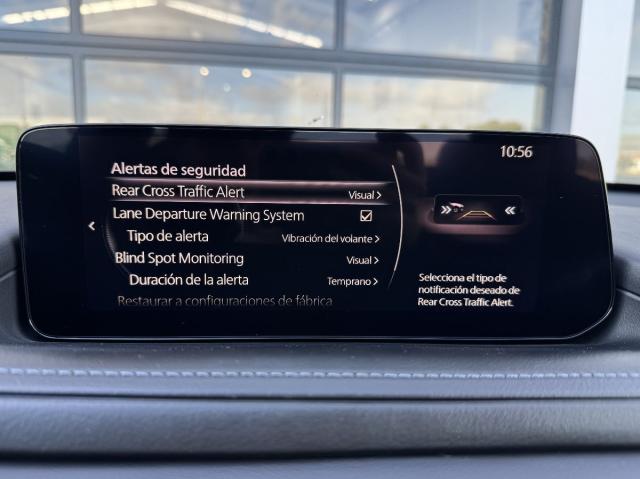 10:56
Alertas de seguridad
Rear Cross Traffic Alert Visual
Lane Departure Warning System
Tipo de alerta Vibración del volante
Blind Spot Monitoring Visual
Duración de la alerta Temprano
Restaurar a configuraciones de fábrica
Selecciona el tipo de
notificación deseado de
Rear Cross Traffic Alert.